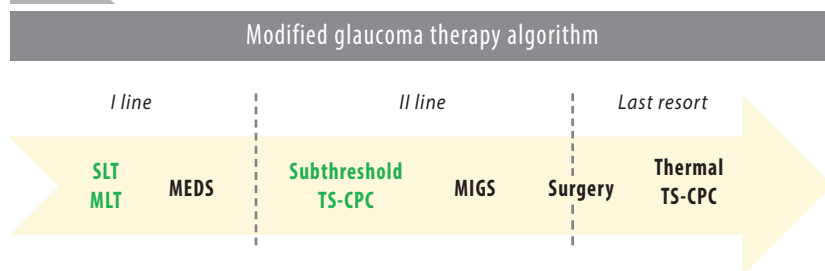 Modified glaucoma therapy algorithm
I line
II line
Last resort
SLT
MLT
MEDS
Subthreshold
TS-CPC
MIGS
Surgery
Thermal
TS-CPC